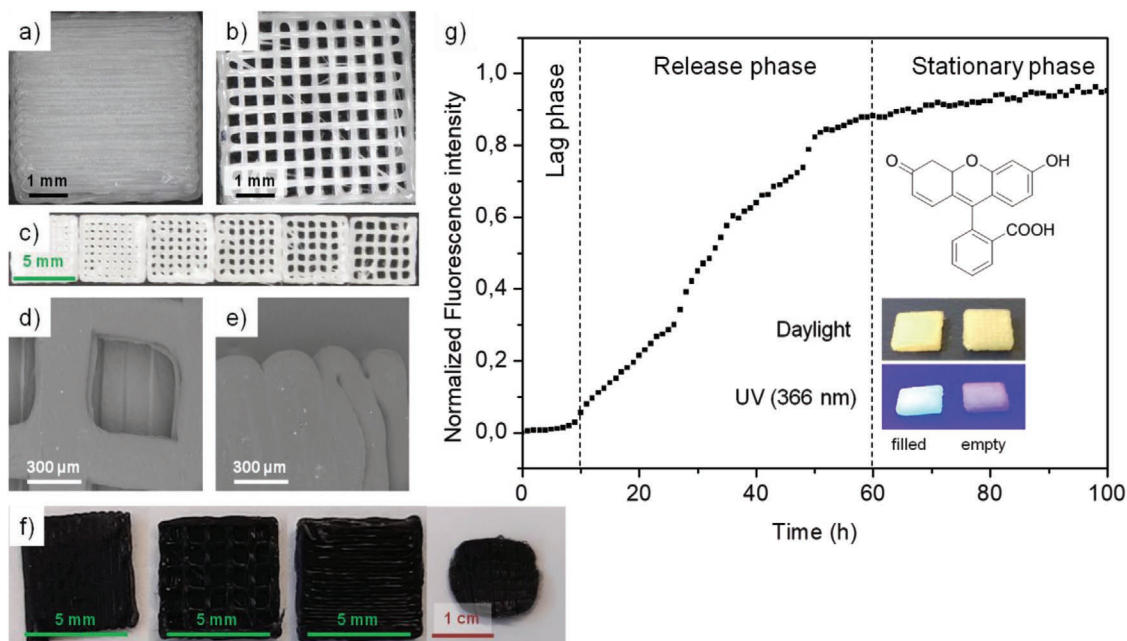 a)
1 mm
b)
1 mm
c)
5 mm
d)
300 µm
e)
300 µm
f)
5 mm
5 mm
5 mm
1 cm
g)
Normalized Fluorescence intensity
1,0
0,8
0,6
0,4
0,2
0,0
0
20
40
60
80
100
Time (h)
Lag phase
Release phase
Stationary phase
O
O
OH
COOH
Daylight
UV (366 nm)
filled
empty